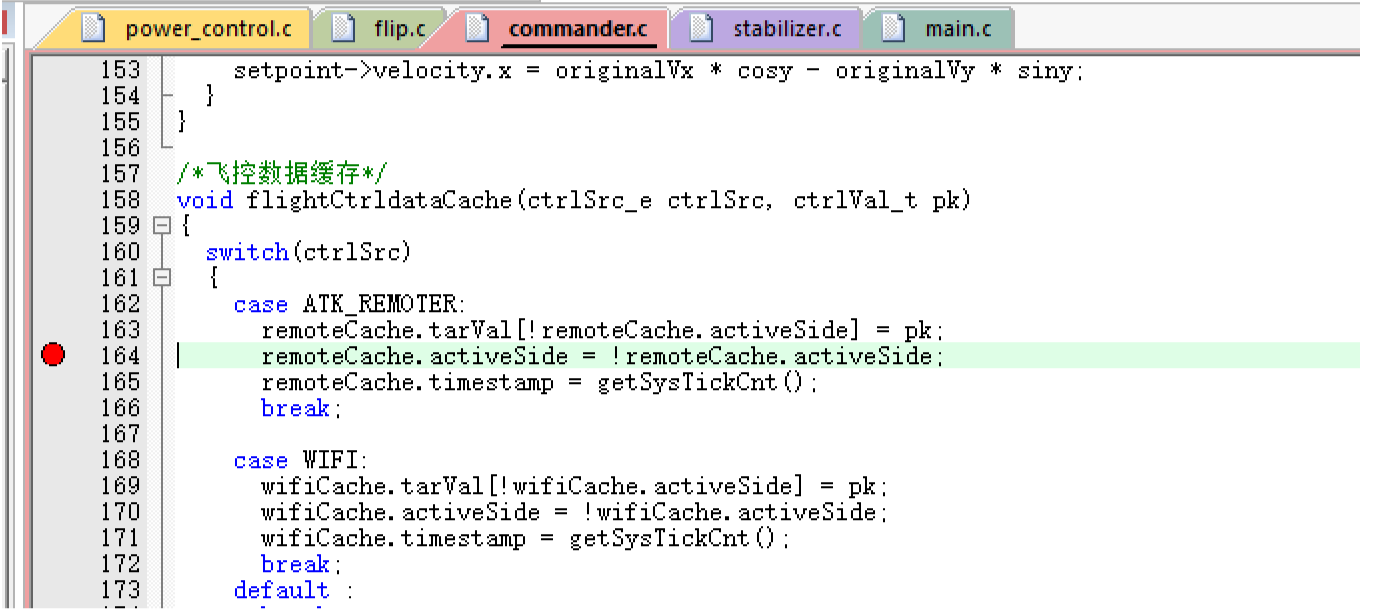 power_control.c flip.c commander.c stabilizer.c main.c
153 setpoint->velocity.x = originalVx * cosy - originalVy * siny;
154 }
155 }
156
157 /*飞控数据缓存*/
158 void flightCtrldataCache(ctrlSrc_e ctrlSrc, ctrlVal_t pk)
159 {
160 switch(ctrlSrc)
161 {
162 case ATK_REMOTER:
163 remoteCache.tarVal[!remoteCache.activeSide] = pk;
164 remoteCache.activeSide = !remoteCache.activeSide;
165 remoteCache.timestamp = getSysTickCnt();
166 break;
167
168 case WIFI:
169 wifiCache.tarVal[!wifiCache.activeSide] = pk;
170 wifiCache.activeSide = !wifiCache.activeSide;
171 wifiCache.timestamp = getSysTickCnt();
172 break;
173 default :